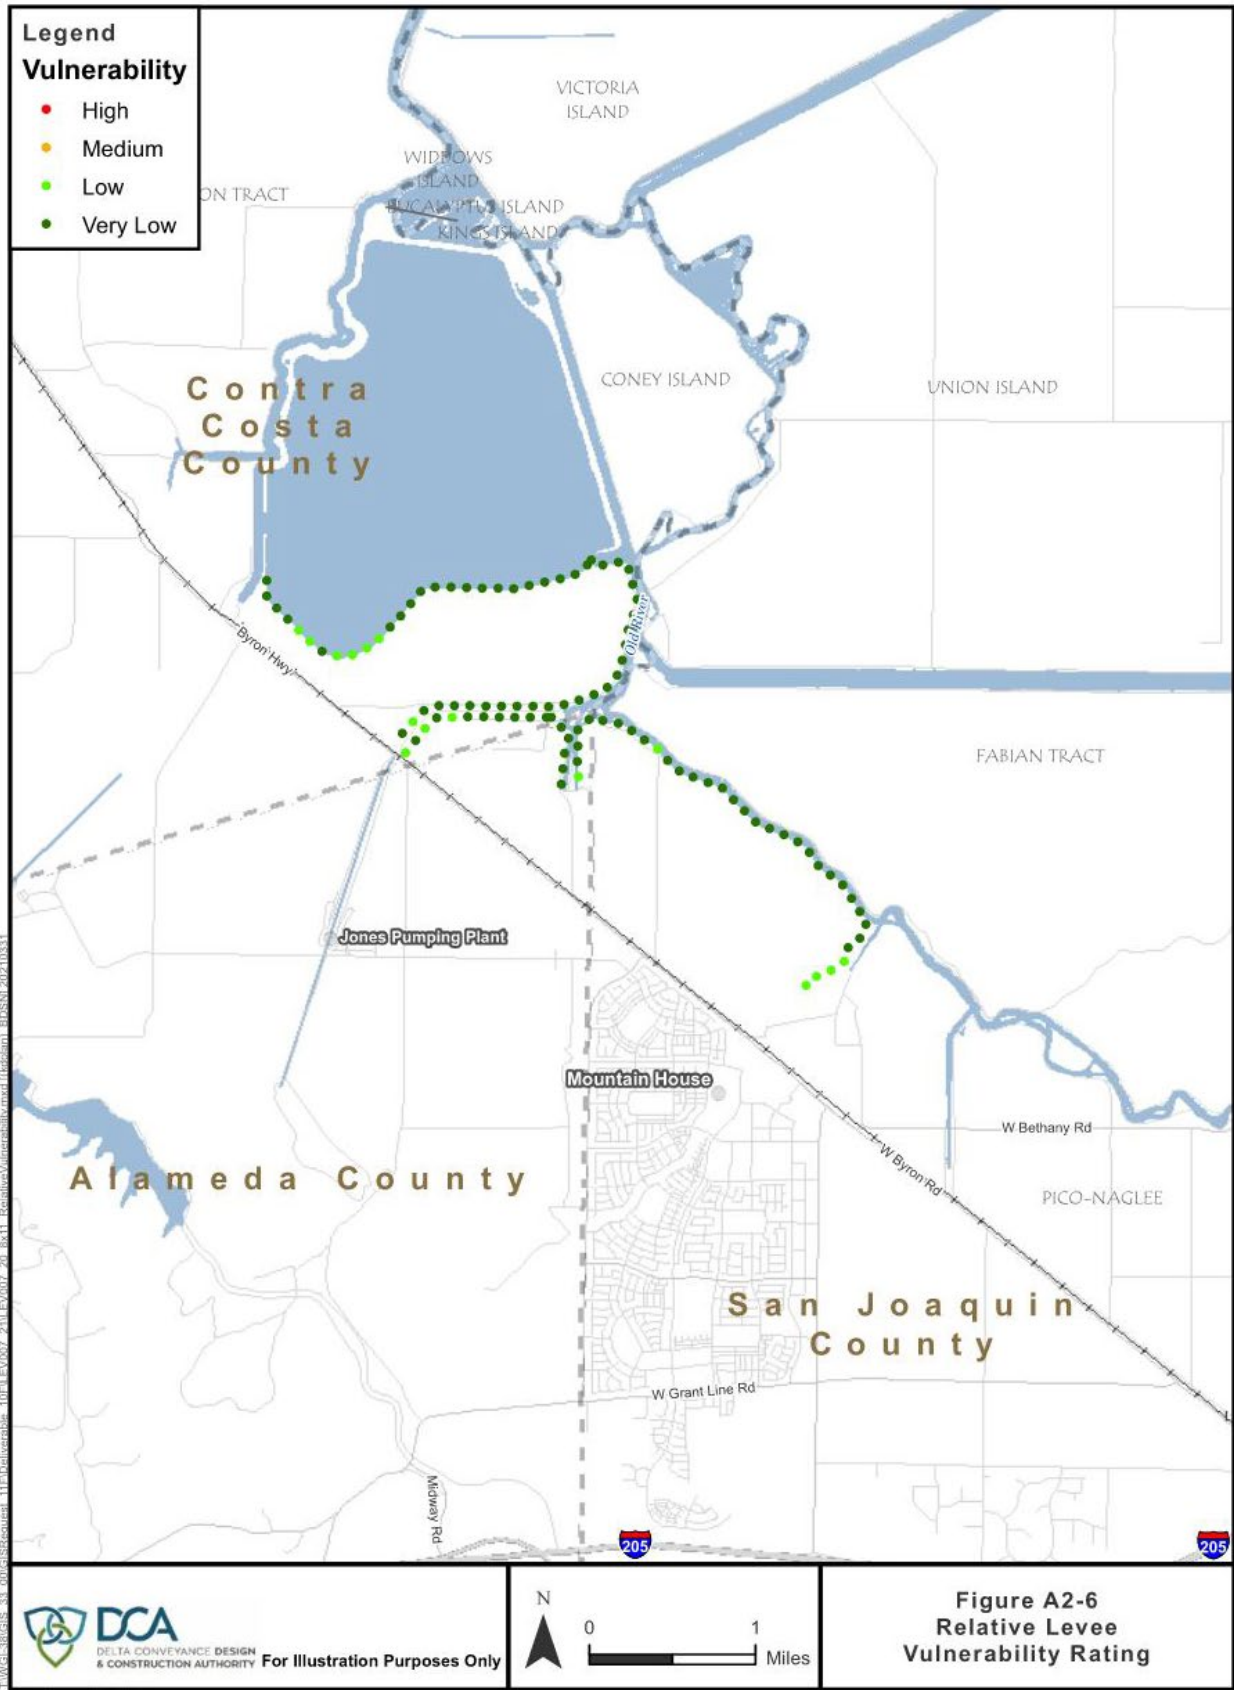 Legend
Vulnerability
High
Medium
Low
Very Low
VICTORIA
ISLAND
WIDDOWS
ISLAND
ON TRACT
EUCALYPTUS ISLAND
KINGS ISLAND
Contra
Costa
County
CONEY ISLAND
UNION ISLAND
Old River
Byron Hwy
FABIAN TRACT
Jones Pumping Plant
Mountain House
W Bethany Rd
W Byron Rd
Alameda County
PICO-NAGLEE
San Joaquin
County
W Grant Line Rd
Midway Rd
205
205
DCA
DELTA CONVEYANCE DESIGN
& CONSTRUCTION AUTHORITY
For Illustration Purposes Only
N
0 1
Miles
Figure A2-6
Relative Levee
Vulnerability Rating